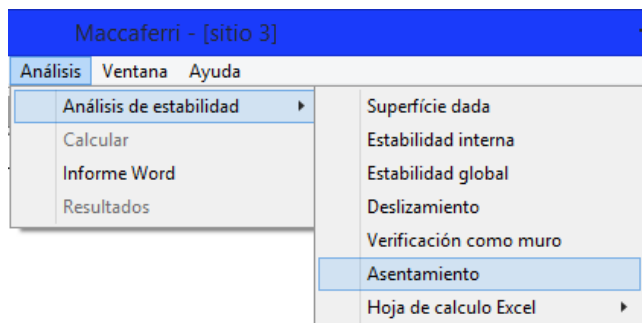 Maccaferri - [sitio 3]
Análisis Ventana Ayuda
Análisis de estabilidad
Calcular
Informe Word
Resultados
Superfície dada
Estabilidad interna
Estabilidad global
Deslizamiento
Verificación como muro
Asentamiento
Hoja de calculo Excel